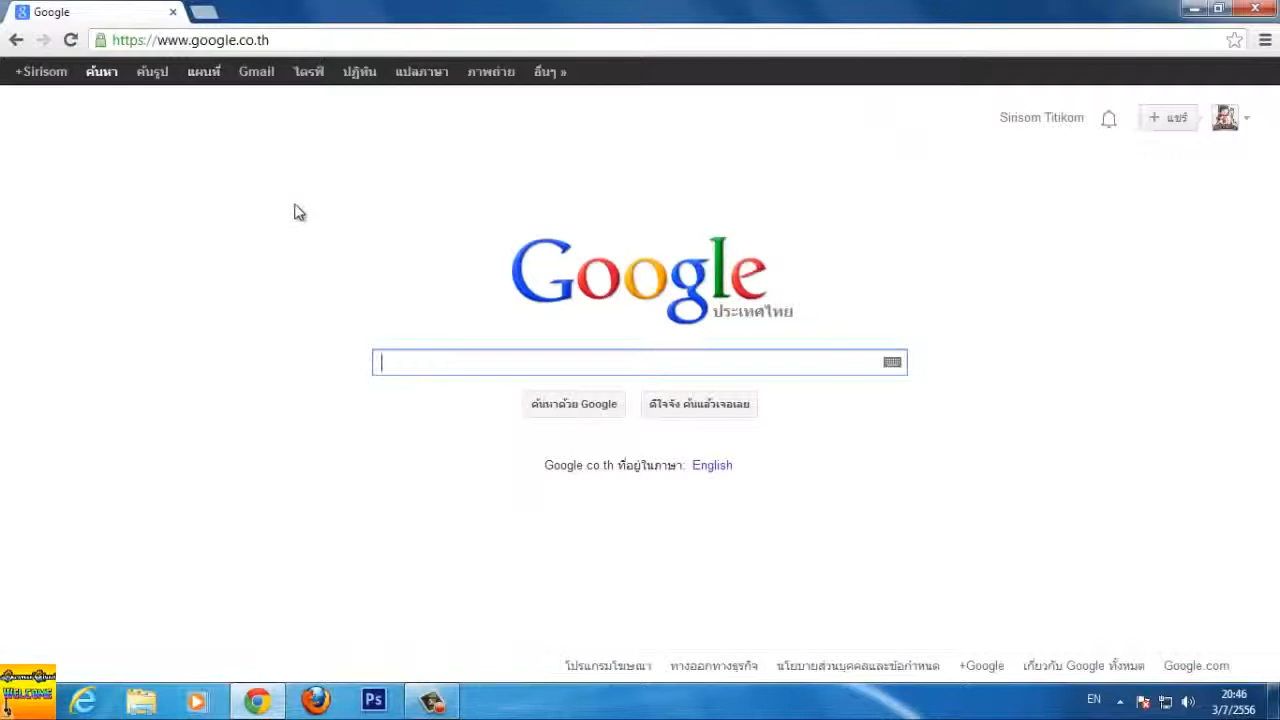 Google
https://www.google.co.th
+Sirisom ค้นหา ค้นรูป แผนที่ Gmail ไดรฟ์ ปฏิทิน แปลภาษา ภาพถ่าย อื่นๆ »
Sirisom Titikom + แชร์
Google
ประเทศไทย
ค้นหาด้วย Google ดีใจจัง ค้นแล้วเจอเลย
Google.co.th ที่อยู่ในภาษา: English
โปรแกรมโฆษณา ทางออกทางธุรกิจ นโยบายส่วนบุคคลและข้อกำหนด +Google เกี่ยวกับ Google ทั้งหมด Google.com
WELCOME
Ps
EN
20:46
3/7/2556